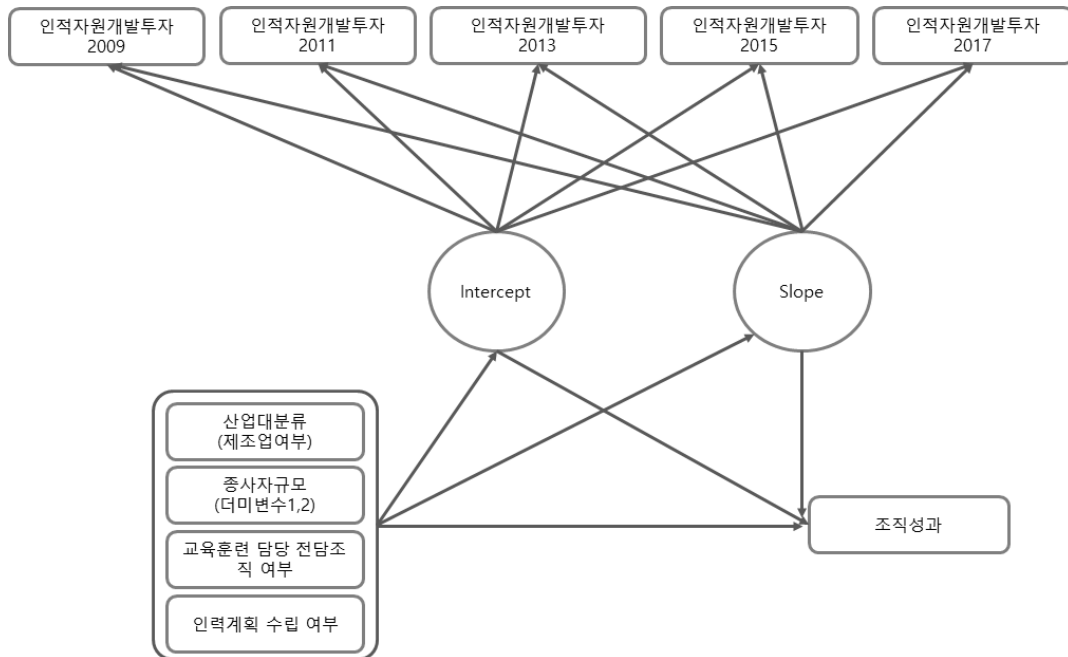 인적자원개발투자
2009
인적자원개발투자
2011
인적자원개발투자
2013
인적자원개발투자
2015
인적자원개발투자
2017
Intercept
Slope
산업대분류
(제조업여부)
종사자규모
(더미변수1,2)
교육훈련 담당 전담조
직 여부
인력계획 수립 여부
조직성과